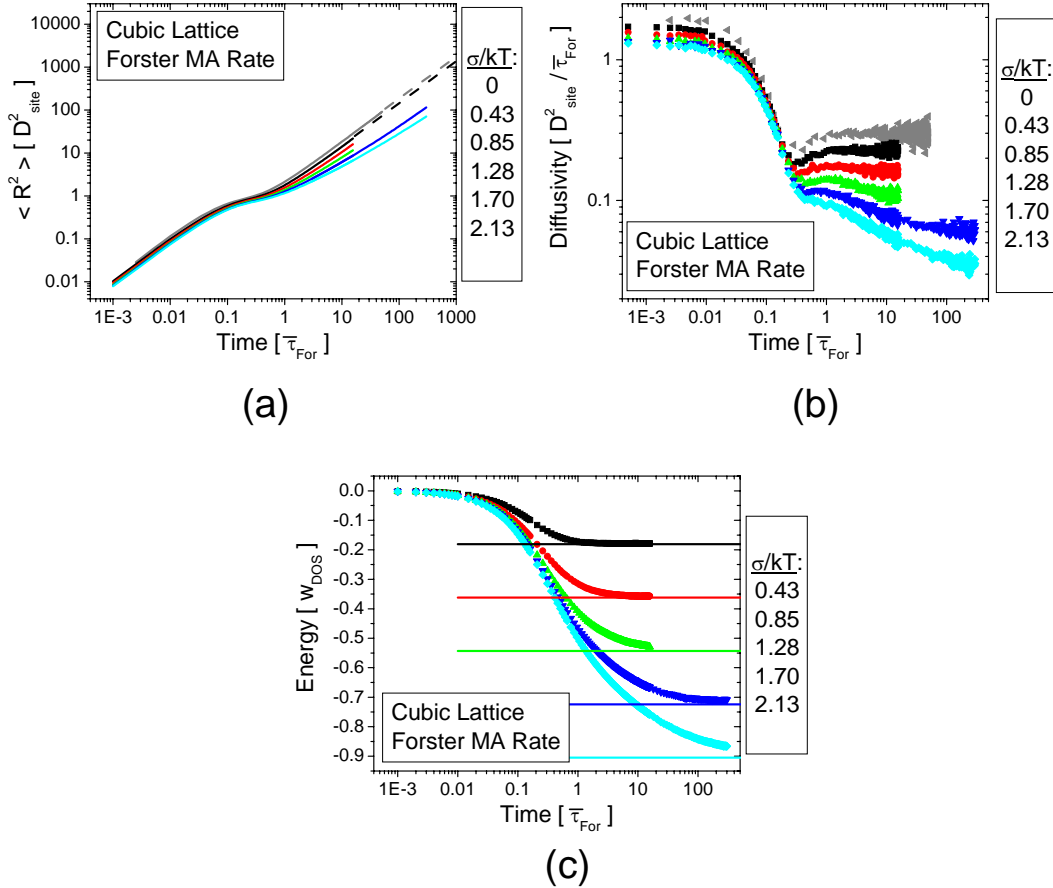 < R² > [ D²site ]
10000
1000
100
10
1
0.1
0.01
Cubic Lattice
Forster MA Rate
1E-3 0.01 0.1 1 10 100 1000
Time [ τ̅For ]
σ/kT:
0
0.43
0.85
1.28
1.70
2.13
(a)
Diffusivity [ D²site / τ̅For ]
1
0.1
Cubic Lattice
Forster MA Rate
1E-3 0.01 0.1 1 10 100
Time [ τ̅For ]
σ/kT:
0
0.43
0.85
1.28
1.70
2.13
(b)
Energy [ wDOS ]
0.0
-0.1
-0.2
-0.3
-0.4
-0.5
-0.6
-0.7
-0.8
-0.9
Cubic Lattice
Forster MA Rate
1E-3 0.01 0.1 1 10 100
Time [ τ̅For ]
σ/kT:
0.43
0.85
1.28
1.70
2.13
(c)